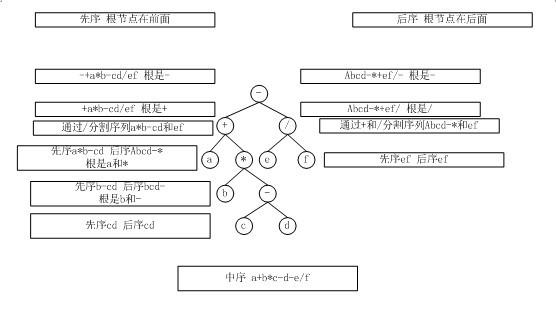 先序 根节点在前面
后序 根节点在后面
-+a*b-cd/ef 根是-
Abcd-*+ef/- 根是-
-
+a*b-cd/ef 根是+
Abcd-*+ef/ 根是/
通过/分割序列a*b-cd和ef
+
/
通过+和/分割序列Abcd-*和ef
先序a*b-cd 后序Abcd-*
根是a和*
a
*
e
f
先序ef 后序ef
先序b-cd 后序bcd-
根是b和-
b
-
先序cd 后序cd
c
d
中序 a+b*c-d-e/f